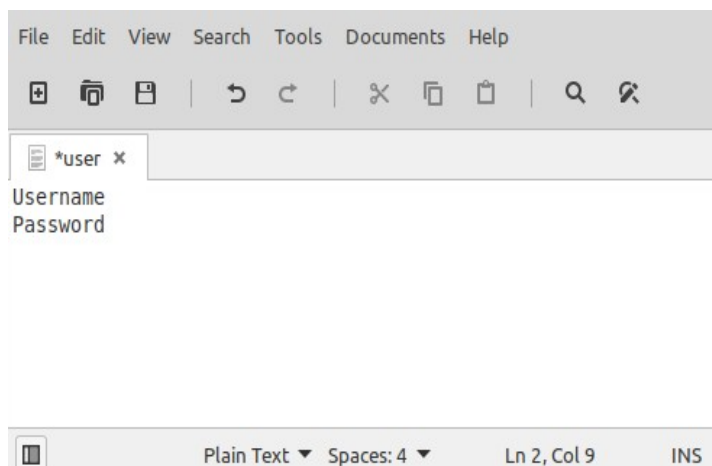 File Edit View Search Tools Documents Help
*user
Username
Password
Plain Text Spaces: 4 Ln 2, Col 9 INS